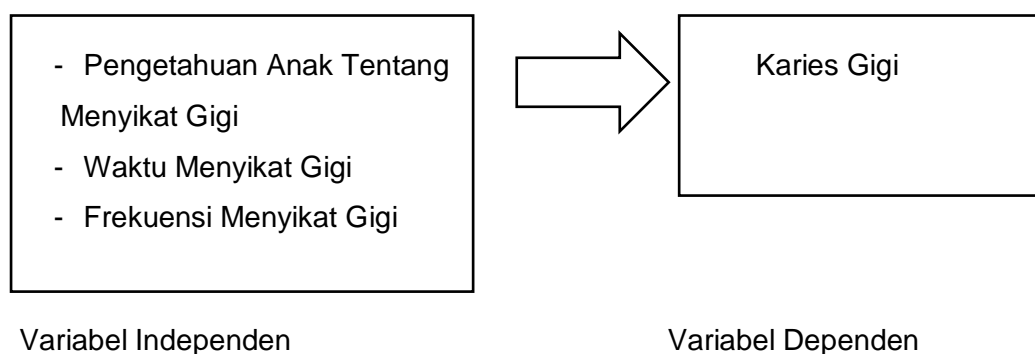 - Pengetahuan Anak Tentang
Menyikat Gigi
- Waktu Menyikat Gigi
- Frekuensi Menyikat Gigi
Karies Gigi
Variabel Independen
Variabel Dependen